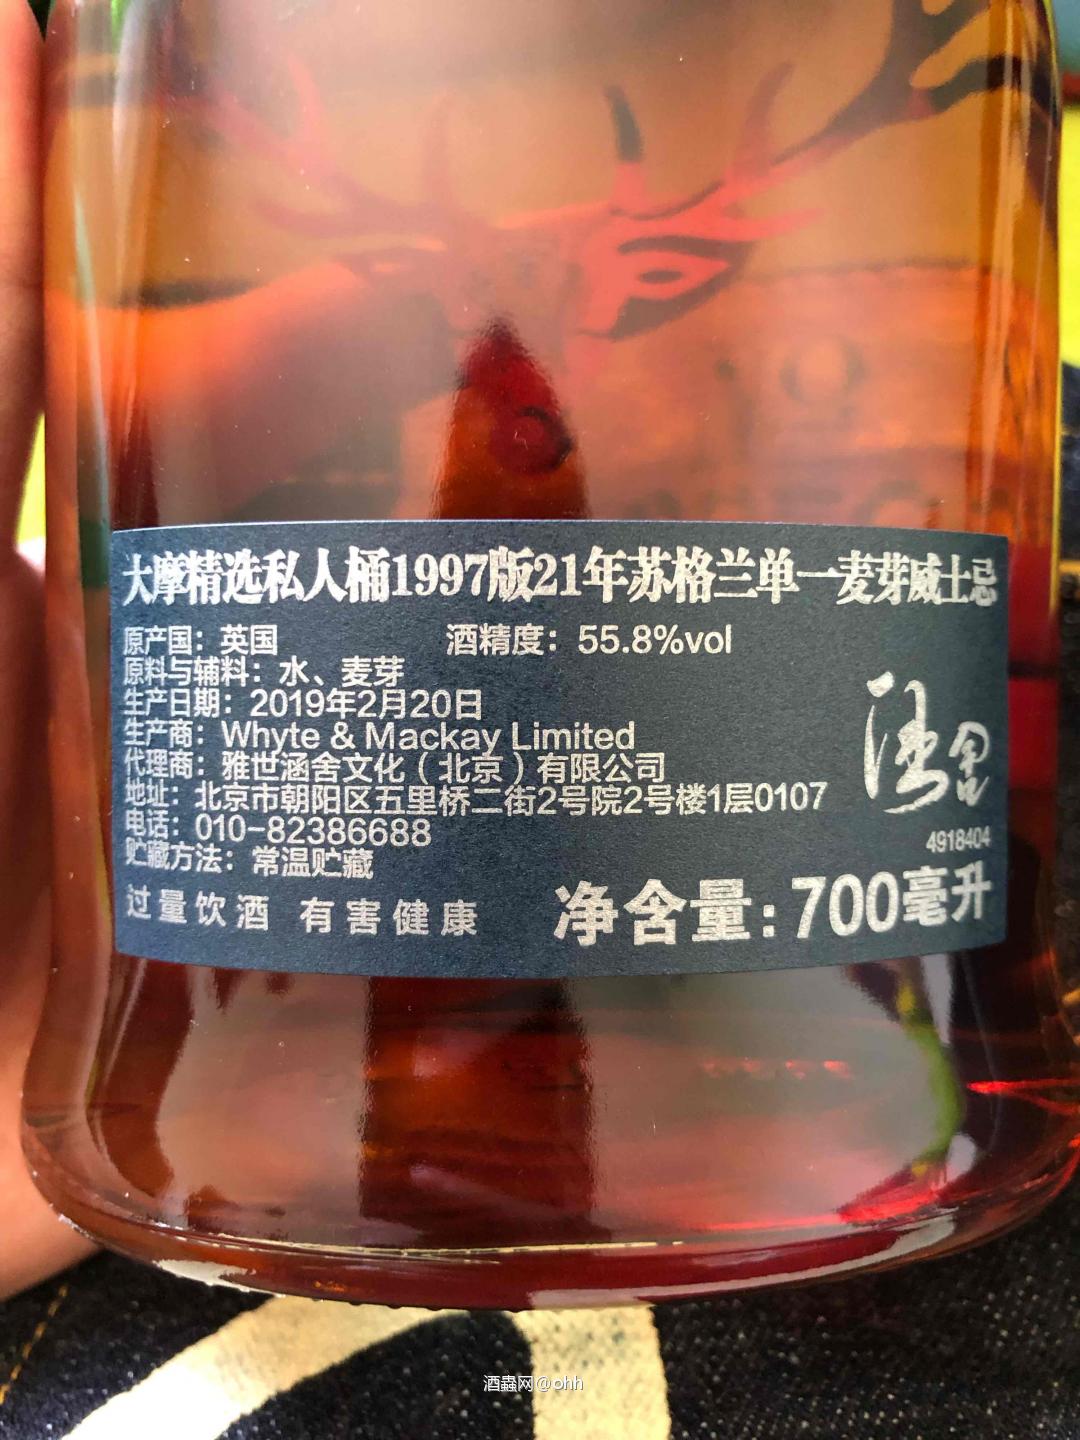 大摩精选私人桶1997版21年苏格兰单一麦芽威士忌
原产国：英国 酒精度：55.8%vol
原料与辅料：水、麦芽
生产日期：2019年2月20日
生产商：Whyte & Mackay Limited
代理商：雅世涵舍文化（北京）有限公司
地址：北京市朝阳区五里桥二街2号院2号楼1层0107
电话：010-82386688
贮藏方法：常温贮藏
涵舍
4918404
过量饮酒 有害健康
净含量：700毫升
酒蟲网@ohh